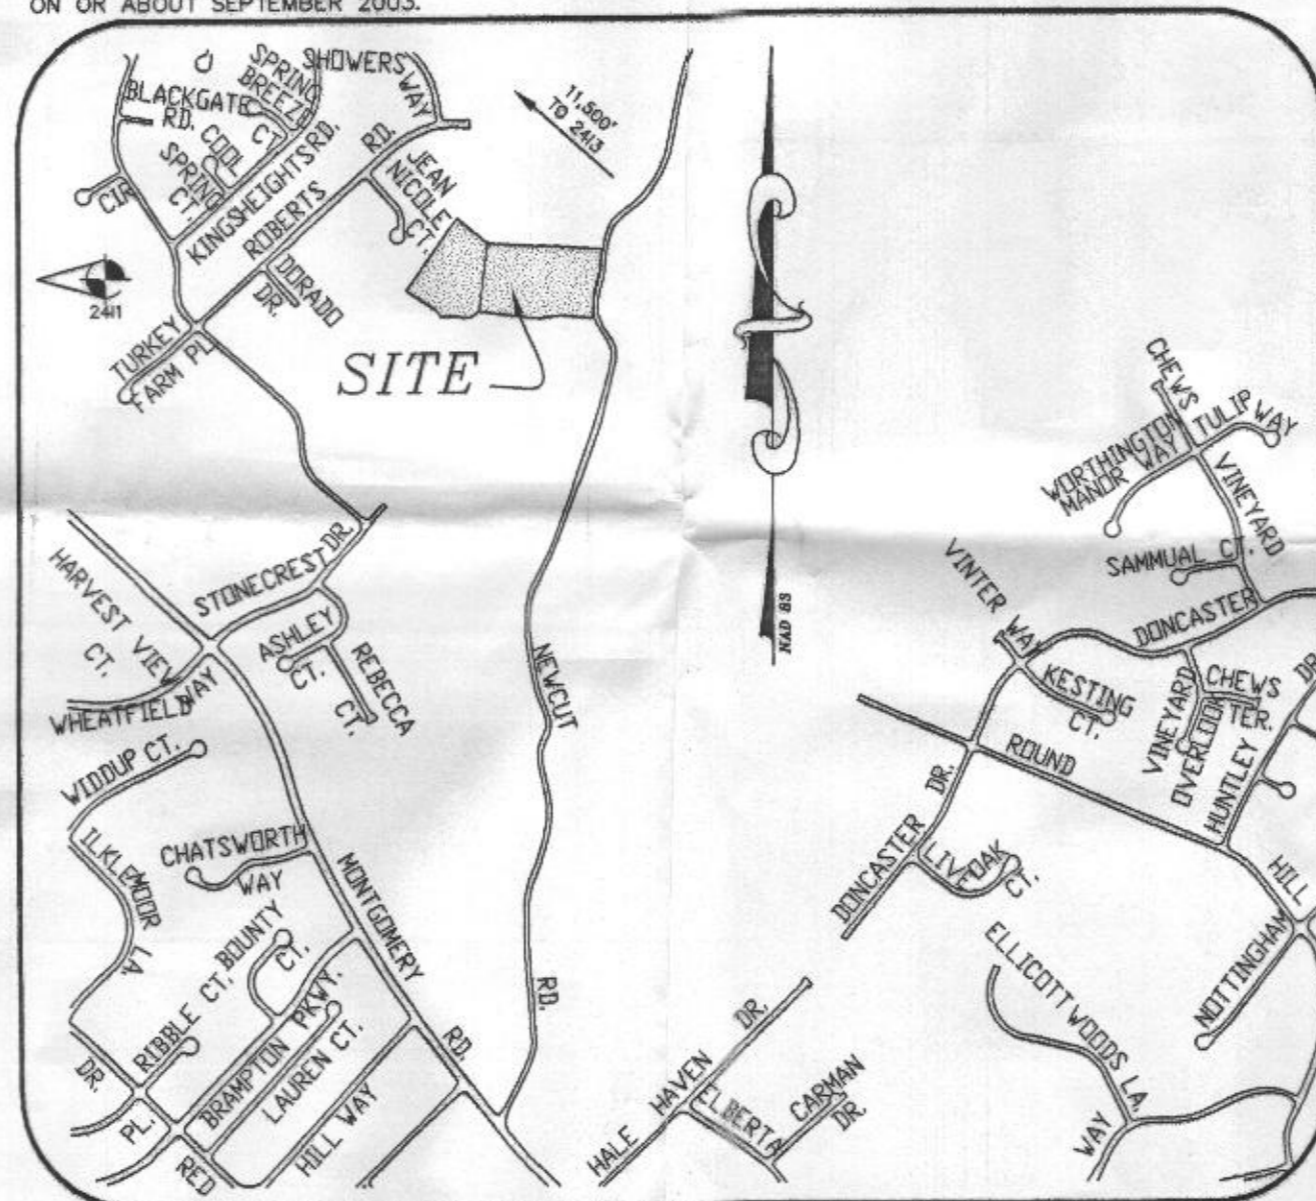 ON OR ABOUT SEPTEMBER 2003.
SHOWERS
WAY
SPRING
BREEZE
CT.
BLACKGATE
RD.
COOL
SPRING
CT.
KINGSHEIGHTS RD.
CIR
ROBERTS
RD.
JEAN
NICOLE
CT.
11,500'
TO 2413
2411
DORADO
DR.
TURKEY
FARM PL.
SITE
NAD 83
CHEWS
TULIP WAY
WORTHINGTON
MANOR WAY
VINEYARD
SAMMUAL CT.
VINTER
WAY
DONCASTER
DR.
HARVEST VIEW
CT.
STONECREST DR.
ASHLEY
CT.
REBECCA
CT.
WHEATFIELD
WAY
NEWCUT
RD.
KESTING
CT.
VINEYARD
OVERLOOK
CHEWS
TER.
HUNTLEY
ROUND
HILL
WIDDUP CT.
ILKLEMOOR
LA.
CHATSWORTH
WAY
MONTGOMERY
RD.
DONCASTER
DR.
LIVEOAK
CT.
BOUNTY
CT.
RIBBLE CT.
DR.
PL.
BRAMPTON PKWY.
LAUREN CT.
HILL WAY
RED
ELLICOTT WOODS LA.
WAY
NOTTINGHAM
HALE HAVEN DR.
ELBERTA
CARMAN
DR.